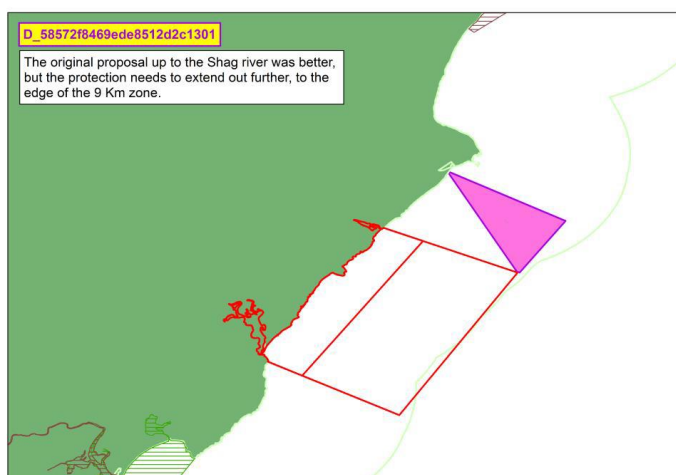 D_58572f8469ede8512d2c1301
The original proposal up to the Shag river was better,
but the protection needs to extend out further, to the
edge of the 9 Km zone.